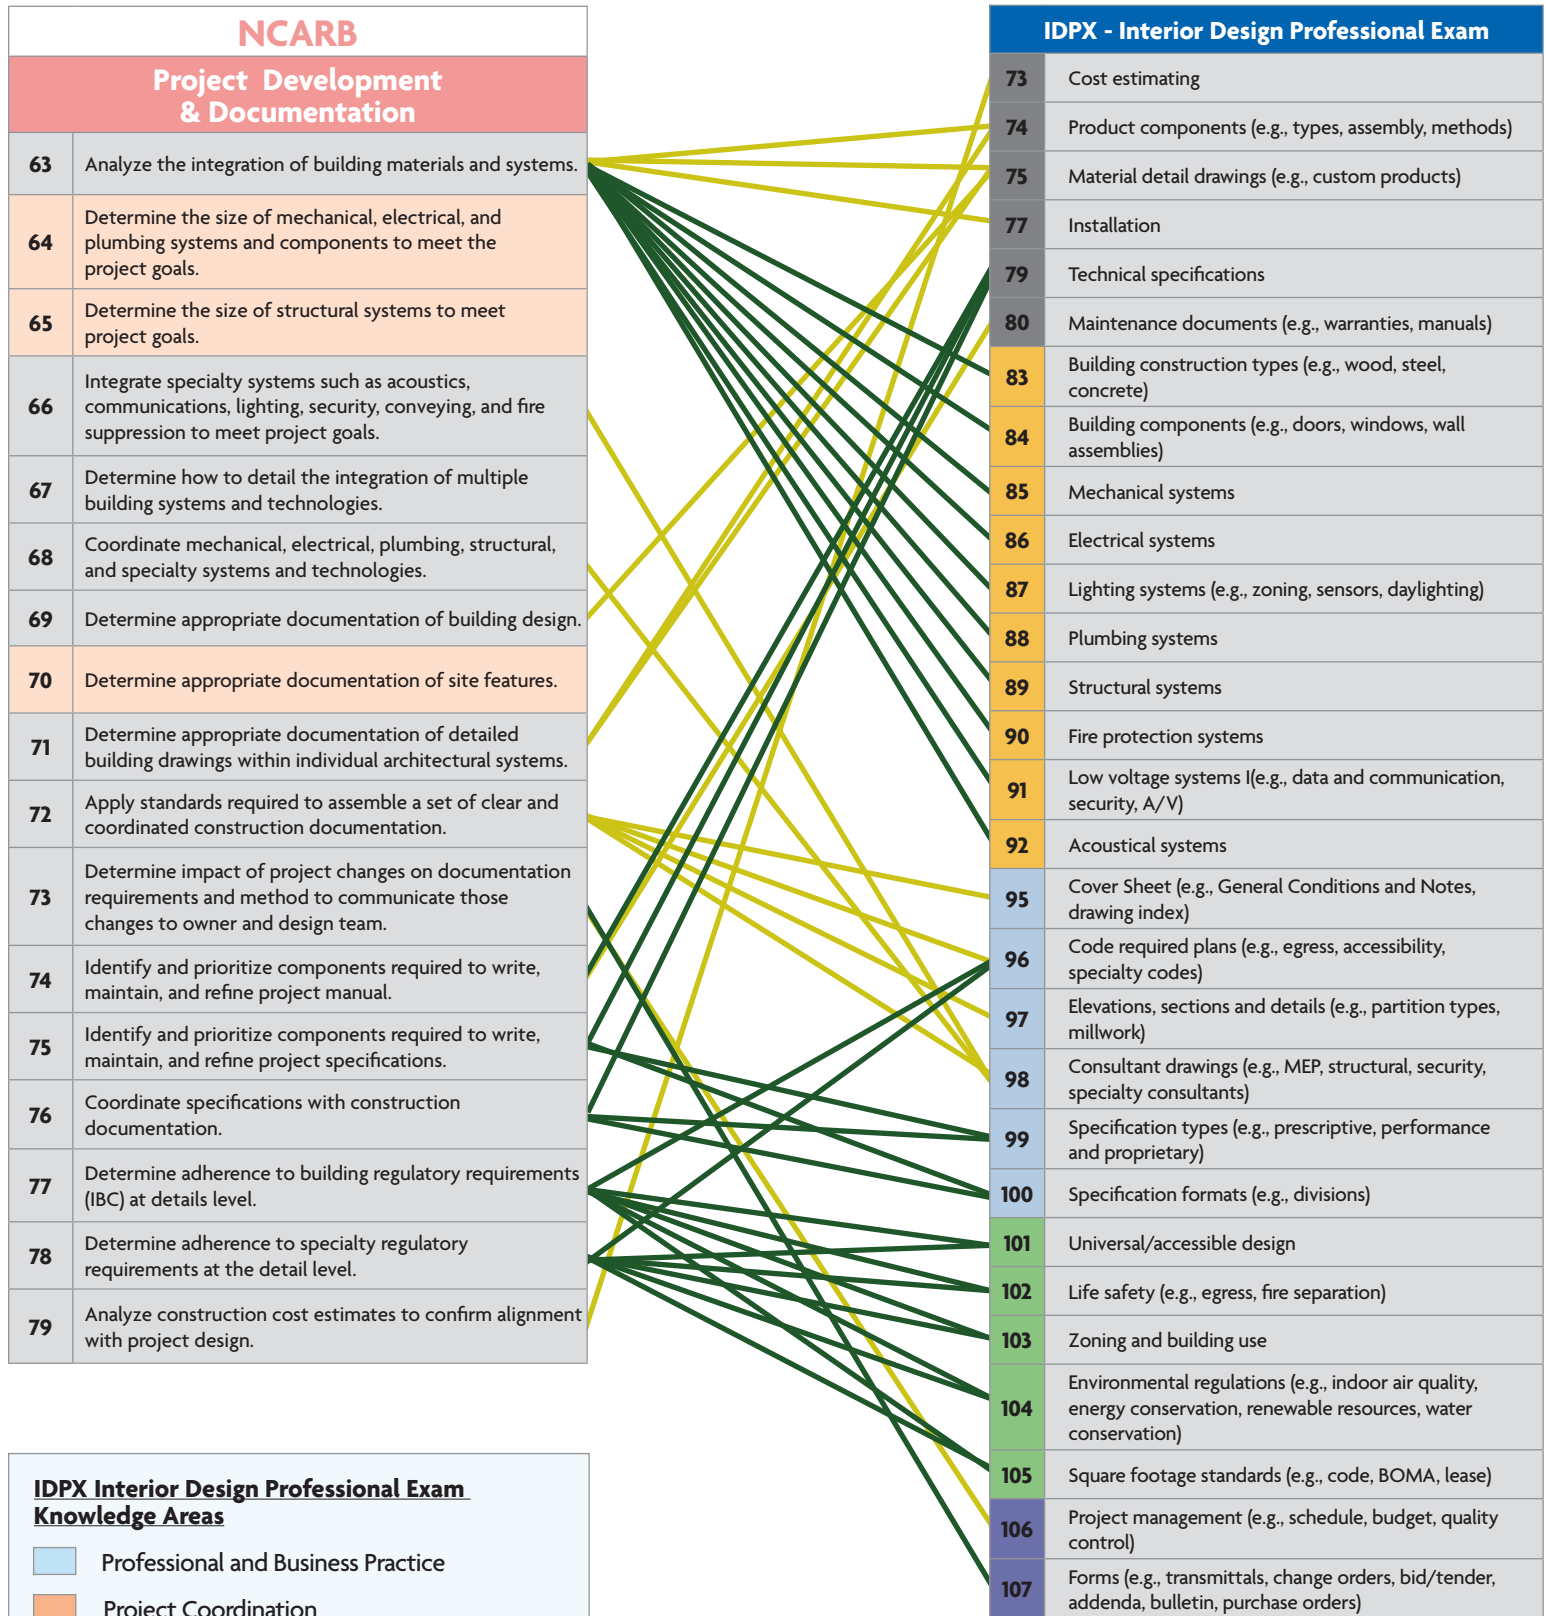 NCARB
Project Development
& Documentation
63
Analyze the integration of building materials and systems.
64
Determine the size of mechanical, electrical, and
plumbing systems and components to meet the
project goals.
65
Determine the size of structural systems to meet
project goals.
66
Integrate specialty systems such as acoustics,
communications, lighting, security, conveying, and fire
suppression to meet project goals.
67
Determine how to detail the integration of multiple
building systems and technologies.
68
Coordinate mechanical, electrical, plumbing, structural,
and specialty systems and technologies.
69
Determine appropriate documentation of building design.
70
Determine appropriate documentation of site features.
71
Determine appropriate documentation of detailed
building drawings within individual architectural systems.
72
Apply standards required to assemble a set of clear and
coordinated construction documentation.
73
Determine impact of project changes on documentation
requirements and method to communicate those
changes to owner and design team.
74
Identify and prioritize components required to write,
maintain, and refine project manual.
75
Identify and prioritize components required to write,
maintain, and refine project specifications.
76
Coordinate specifications with construction
documentation.
77
Determine adherence to building regulatory requirements
(IBC) at details level.
78
Determine adherence to specialty regulatory
requirements at the detail level.
79
Analyze construction cost estimates to confirm alignment
with project design.
IDPX Interior Design Professional Exam
Knowledge Areas
Professional and Business Practice
Project Coordination
IDPX - Interior Design Professional Exam
73
Cost estimating
74
Product components (e.g., types, assembly, methods)
75
Material detail drawings (e.g., custom products)
77
Installation
79
Technical specifications
80
Maintenance documents (e.g., warranties, manuals)
83
Building construction types (e.g., wood, steel,
concrete)
84
Building components (e.g., doors, windows, wall
assemblies)
85
Mechanical systems
86
Electrical systems
87
Lighting systems (e.g., zoning, sensors, daylighting)
88
Plumbing systems
89
Structural systems
90
Fire protection systems
91
Low voltage systems I(e.g., data and communication,
security, A/V)
92
Acoustical systems
95
Cover Sheet (e.g., General Conditions and Notes,
drawing index)
96
Code required plans (e.g., egress, accessibility,
specialty codes)
97
Elevations, sections and details (e.g., partition types,
millwork)
98
Consultant drawings (e.g., MEP, structural, security,
specialty consultants)
99
Specification types (e.g., prescriptive, performance
and proprietary)
100
Specification formats (e.g., divisions)
101
Universal/accessible design
102
Life safety (e.g., egress, fire separation)
103
Zoning and building use
104
Environmental regulations (e.g., indoor air quality,
energy conservation, renewable resources, water
conservation)
105
Square footage standards (e.g., code, BOMA, lease)
106
Project management (e.g., schedule, budget, quality
control)
107
Forms (e.g., transmittals, change orders, bid/tender,
addenda, bulletin, purchase orders)